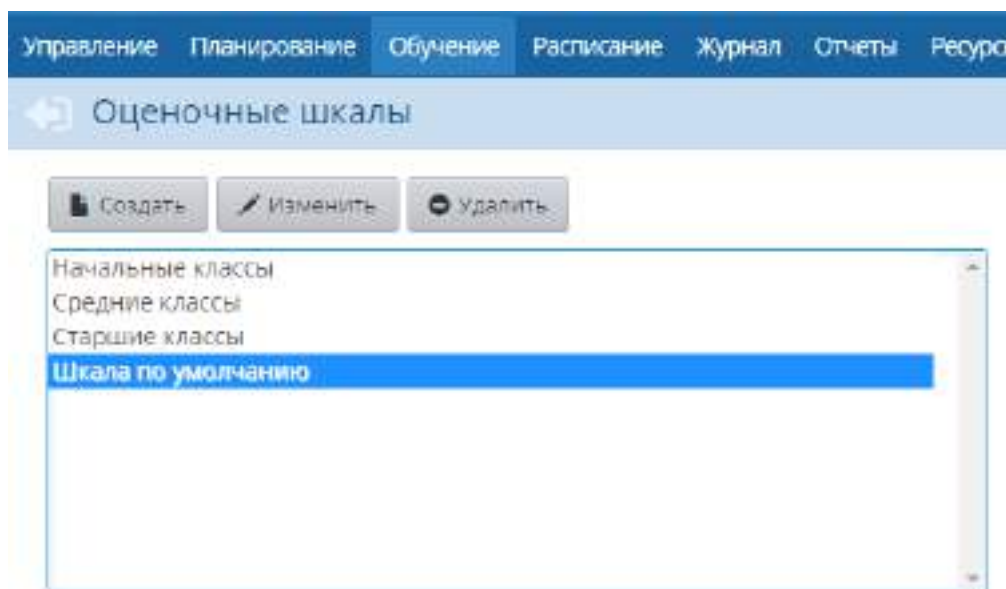 Управление Планирование Обучение Расписание Журнал Отчеты
Оценочные шкалы
Создать Изменить Удалить
Начальные классы
Средние классы
Старшие классы
Шкала по умолчанию